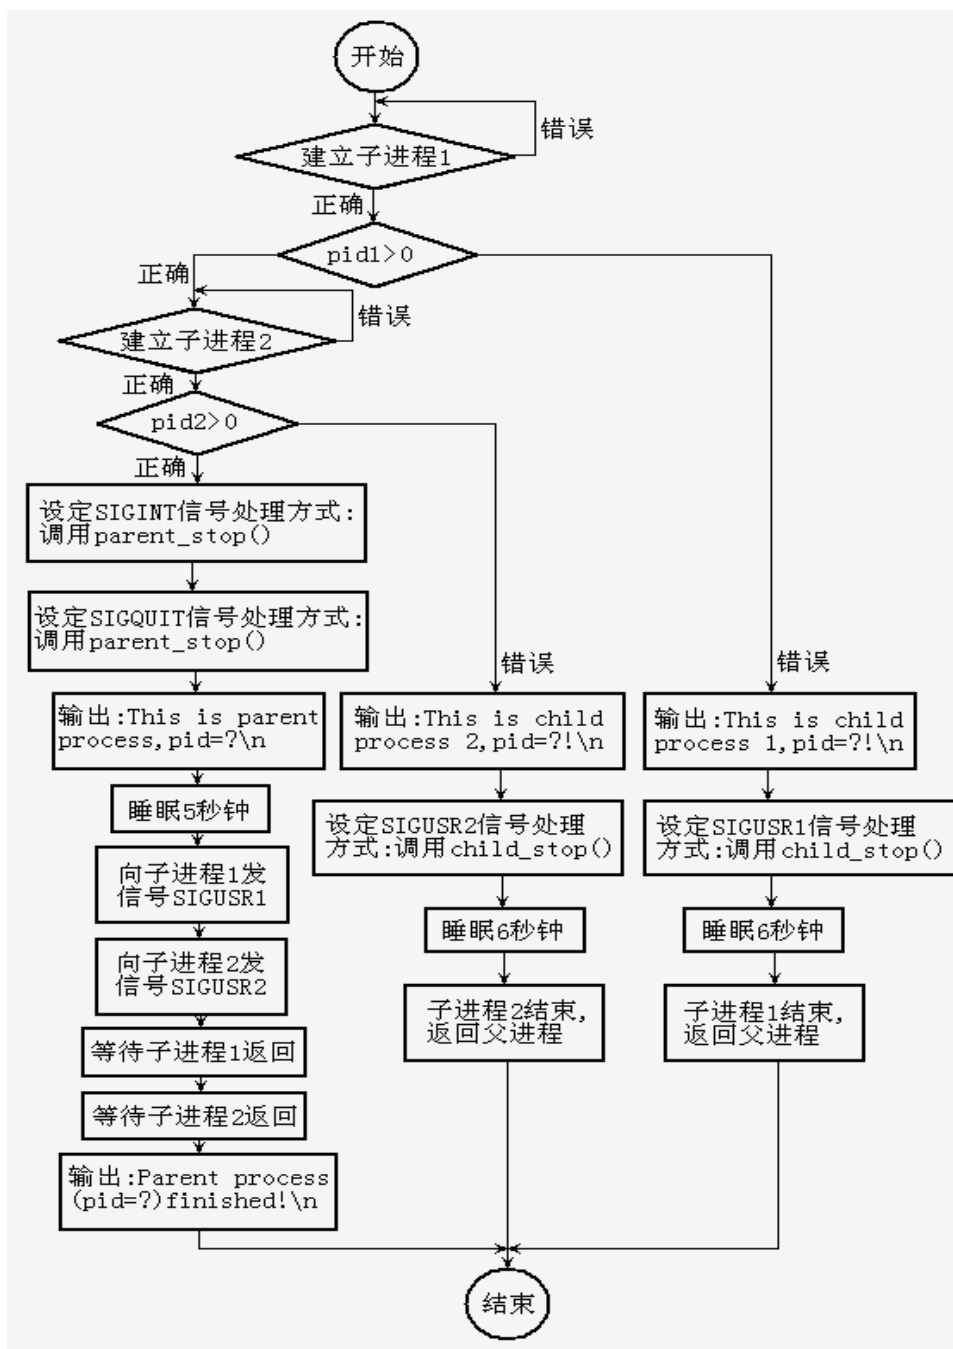 开始
错误
建立子进程1
正确
pid1>0
正确
错误
建立子进程2
正确
pid2>0
正确
设定SIGINT信号处理方式:
调用parent_stop()
设定SIGQUIT信号处理方式:
调用parent_stop()
错误
错误
输出:This is parent
process,pid=?\n
输出:This is child
process 2,pid=?!\n
输出:This is child
process 1,pid=?!\n
睡眠5秒钟
设定SIGUSR2信号处理
方式:调用child_stop()
设定SIGUSR1信号处理
方式:调用child_stop()
向子进程1发
信号SIGUSR1
睡眠6秒钟
睡眠6秒钟
向子进程2发
信号SIGUSR2
子进程2结束,
返回父进程
子进程1结束,
返回父进程
等待子进程1返回
等待子进程2返回
输出:Parent process
(pid=?)finished!\n
结束